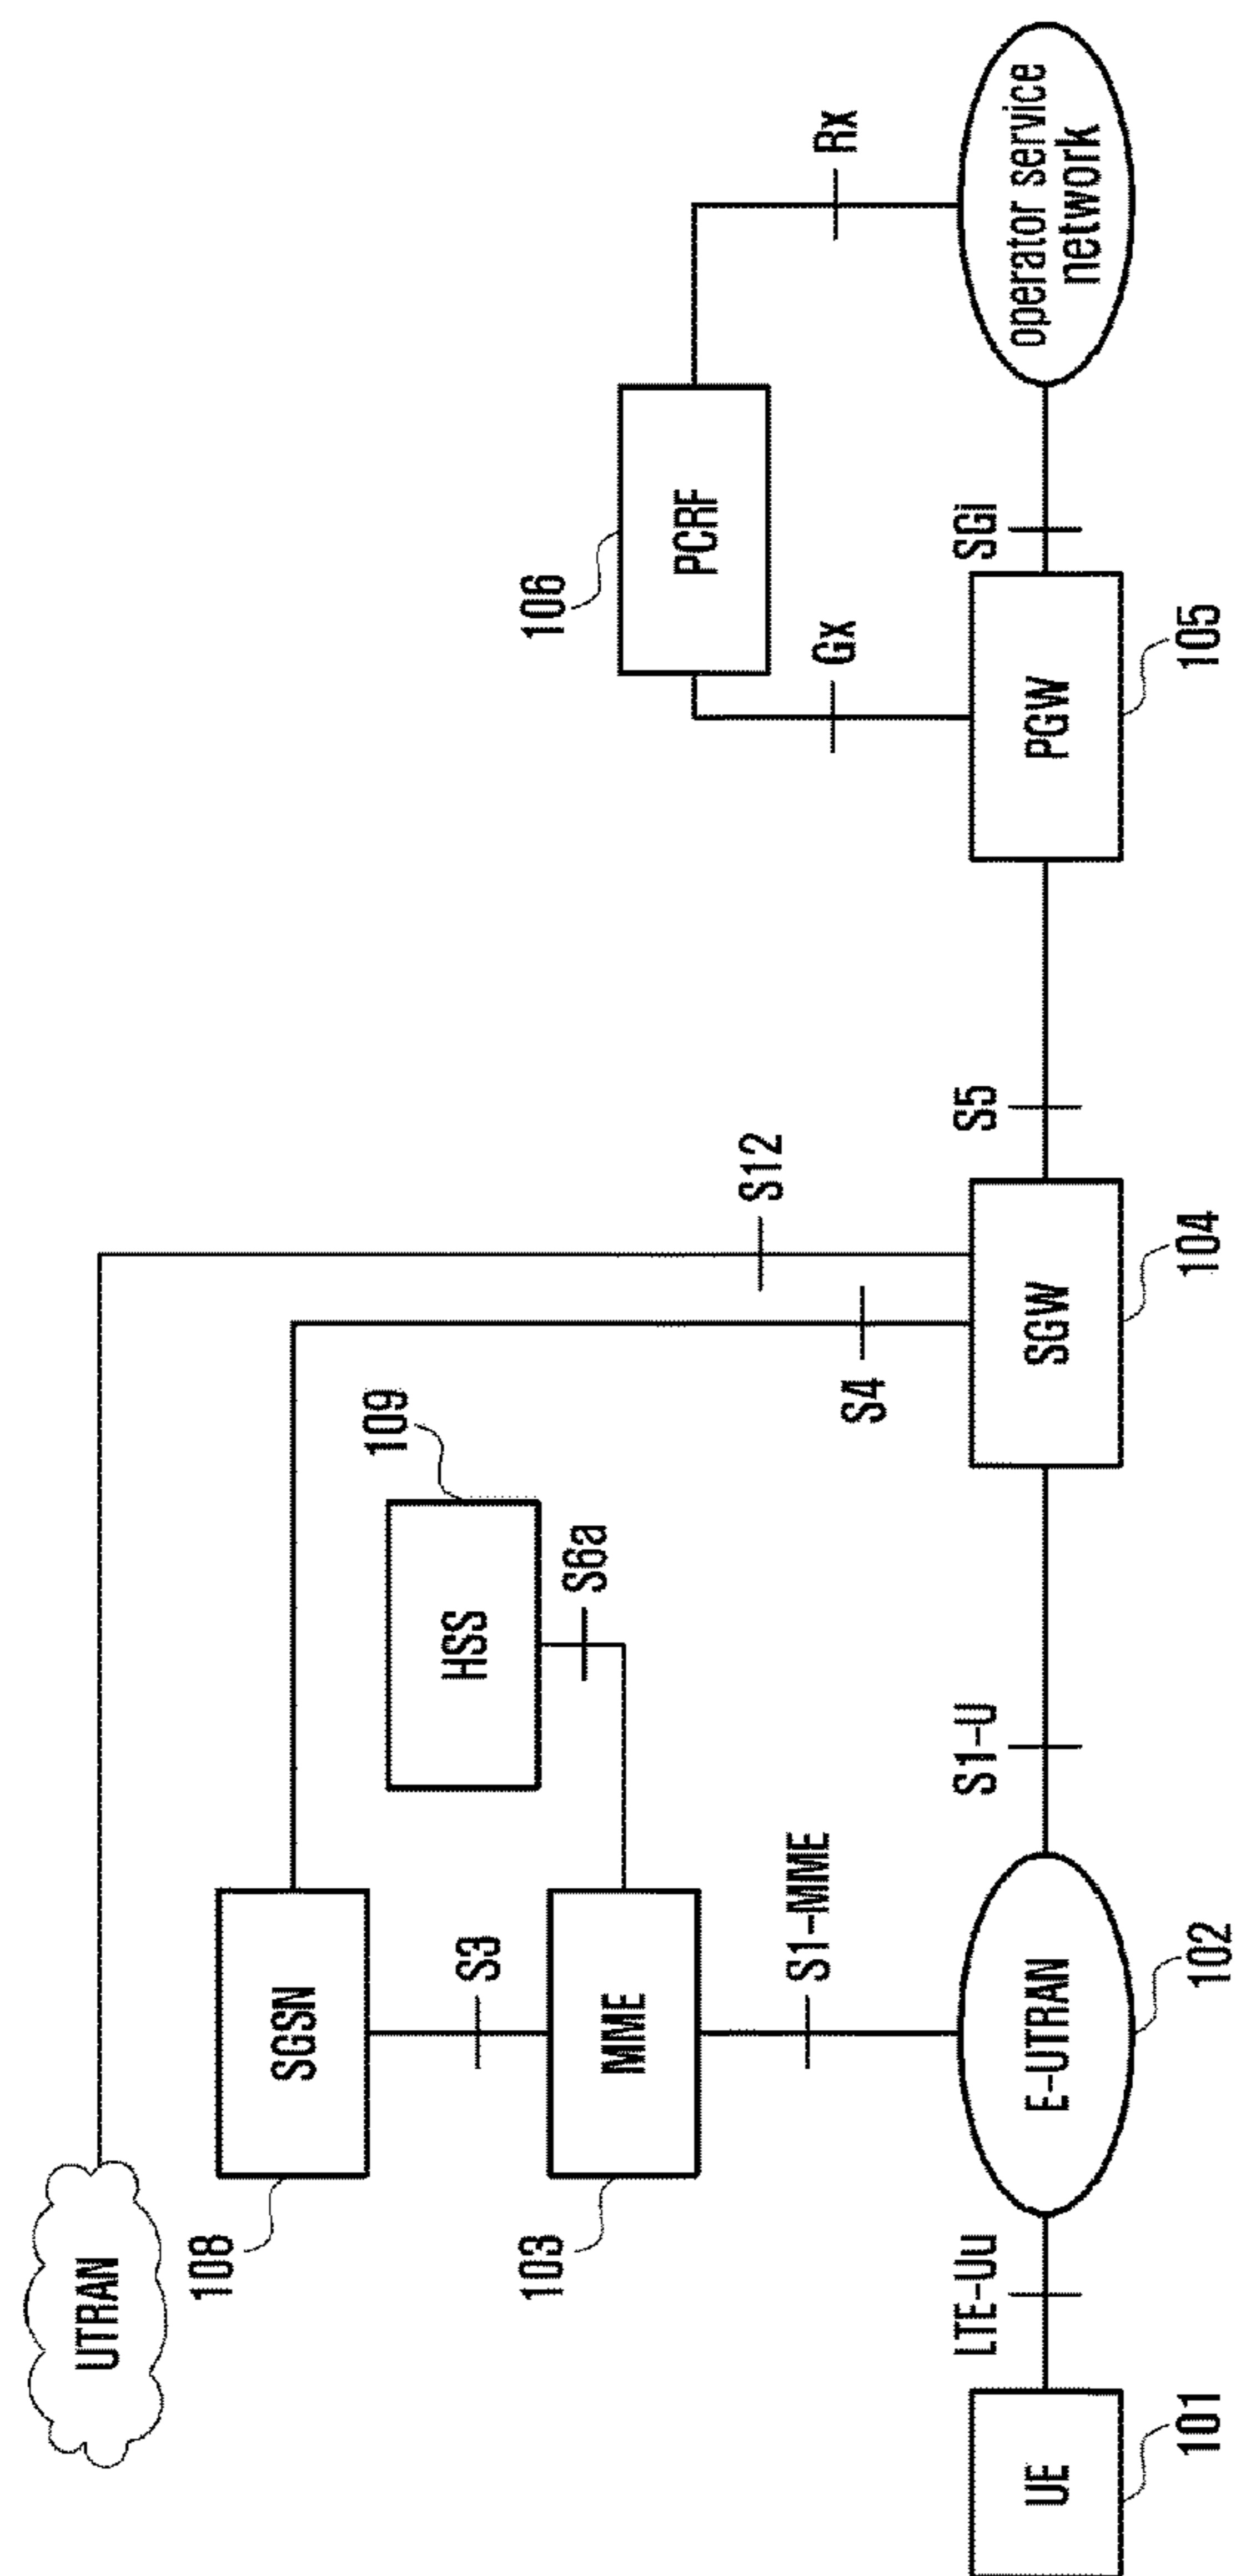 UTRAN
108
SGSN
S3
109
HSS
S6a
103
MME
S1-MME
S4
S12
106
PCRF
Gx
Rx
LTE-Uu
S1-U
S5
SGi
UE
E-UTRAN
SGW
PGW
operator service
network
101
102
104
105